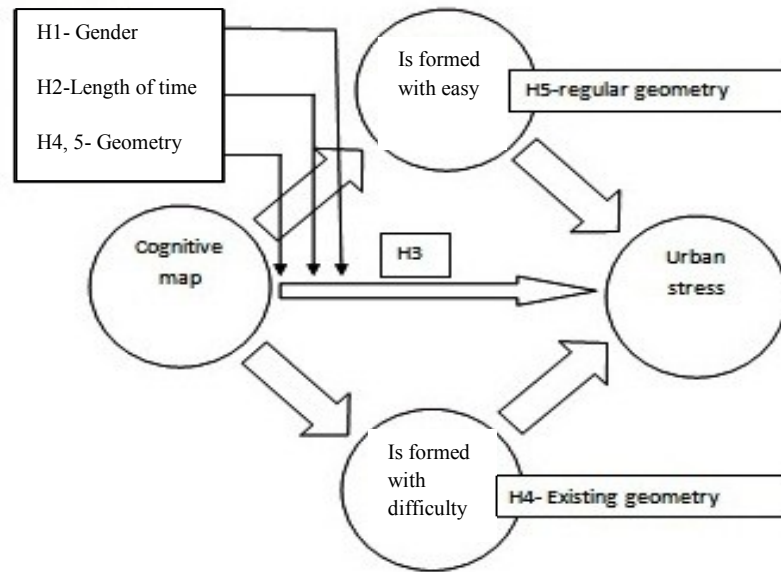 H1- Gender
H2-Length of time
H4, 5- Geometry
Is formed
with easy
H5-regular geometry
Cognitive
map
H3
Urban
stress
Is formed
with
difficulty
H4- Existing geometry